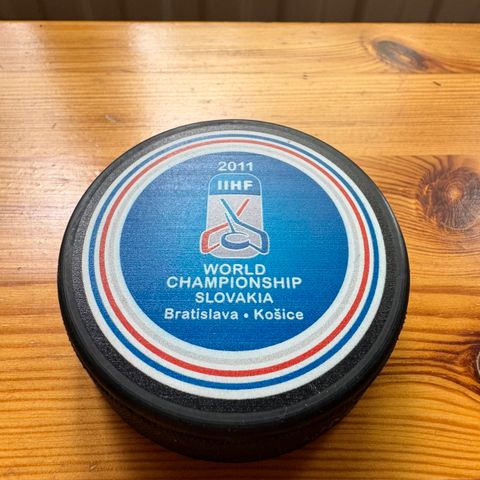 2011
IIHF
WORLD
CHAMPIONSHIP
SLOVAKIA
Bratislava • Košice